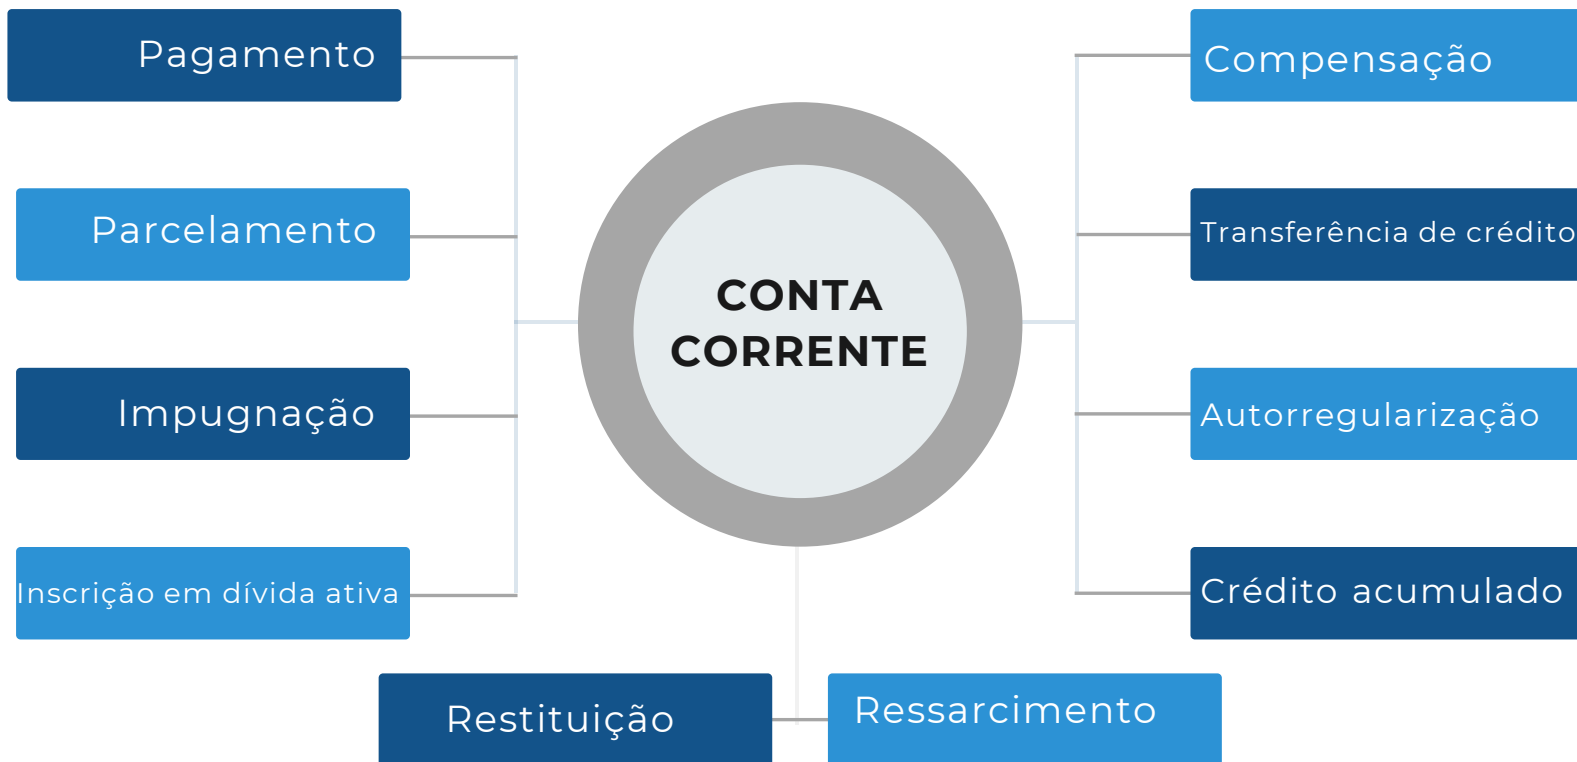 Pagamento
Parcelamento
Impugnação
Inscrição em dívida ativa
CONTA
CORRENTE
Compensação
Transferência de crédito
Autorregularização
Crédito acumulado
Restituição
Ressarcimento